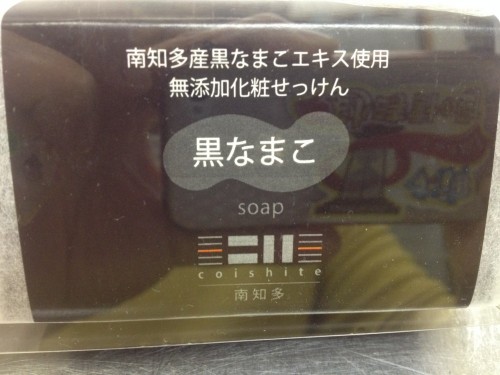 南知多産黒なまこエキス使用
無添加化粧せっけん
黒なまこ
soap
coishite
南知多